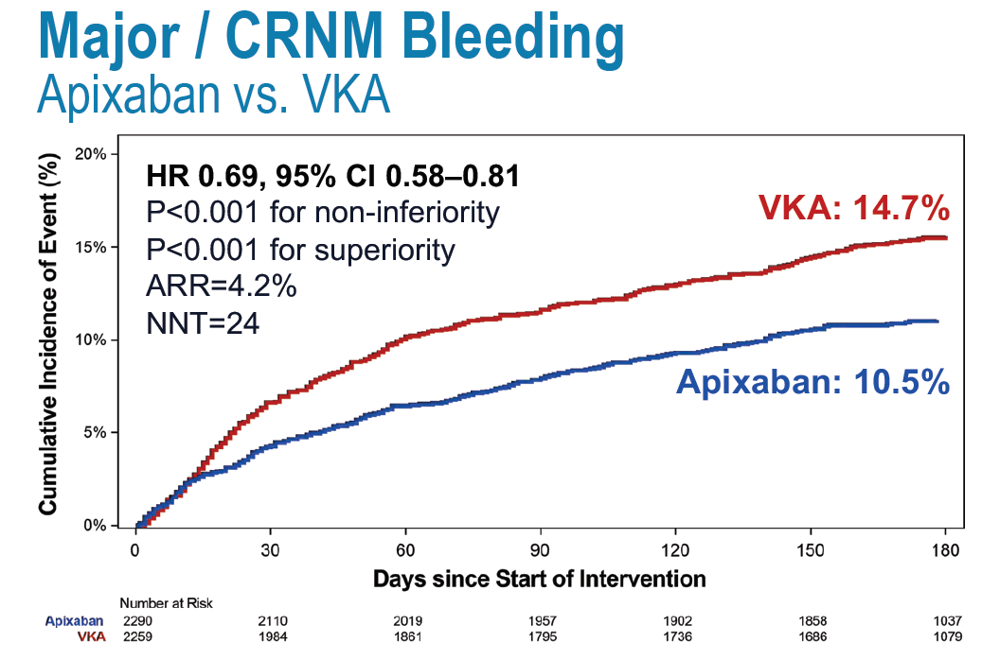 Major / CRNM Bleeding
Apixaban vs. VKA
Cumulative Incidence of Event (%)
20%
15%
10%
5%
0%
HR 0.69, 95% CI 0.58–0.81
P<0.001 for non-inferiority
P<0.001 for superiority
ARR=4.2%
NNT=24
VKA: 14.7%
Apixaban: 10.5%
0 30 60 90 120 150 180
Days since Start of Intervention
Number at Risk
Apixaban 2290 2110 2019 1957 1902 1858 1037
VKA 2259 1984 1861 1795 1736 1686 1079